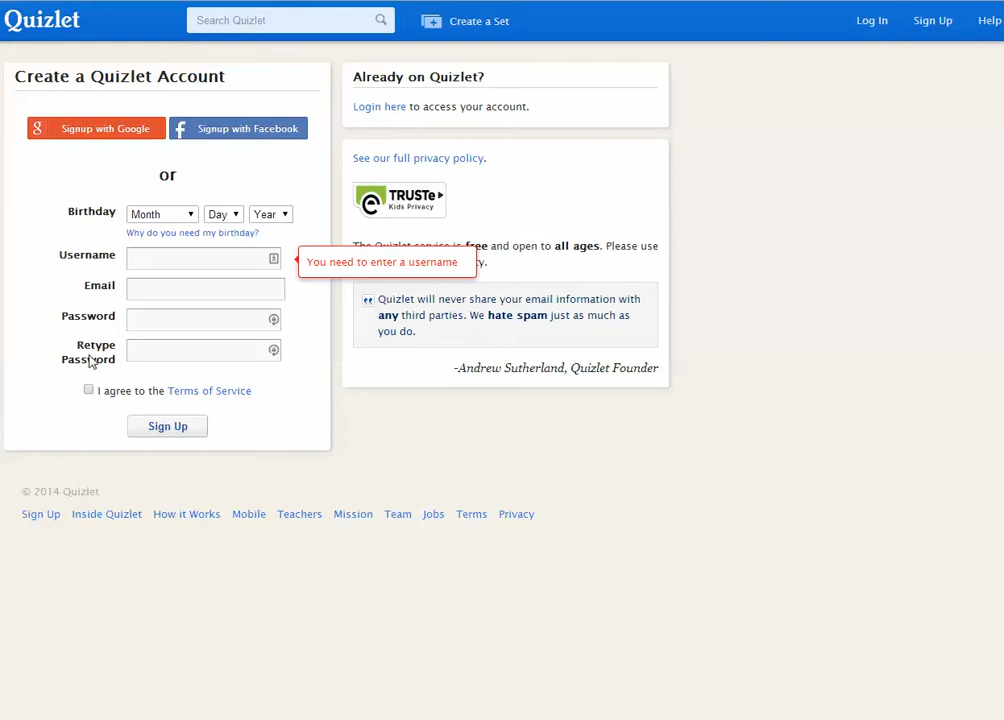 Quizlet
Search Quizlet
Create a Set
Log In
Sign Up
Help
Create a Quizlet Account
Signup with Google
Signup with Facebook
or
Birthday
Month
Day
Year
Why do you need my birthday?
Username
You need to enter a username
Email
Password
Retype
Password
I agree to the Terms of Service
Sign Up
Already on Quizlet?
Login here to access your account.
See our full privacy policy.
TRUSTe
Kids Privacy
The Quizlet service is free and open to all ages. Please use
Quizlet will never share your email information with
any third parties. We hate spam just as much as
you do.
-Andrew Sutherland, Quizlet Founder
© 2014 Quizlet
Sign Up Inside Quizlet How it Works Mobile Teachers Mission Team Jobs Terms Privacy